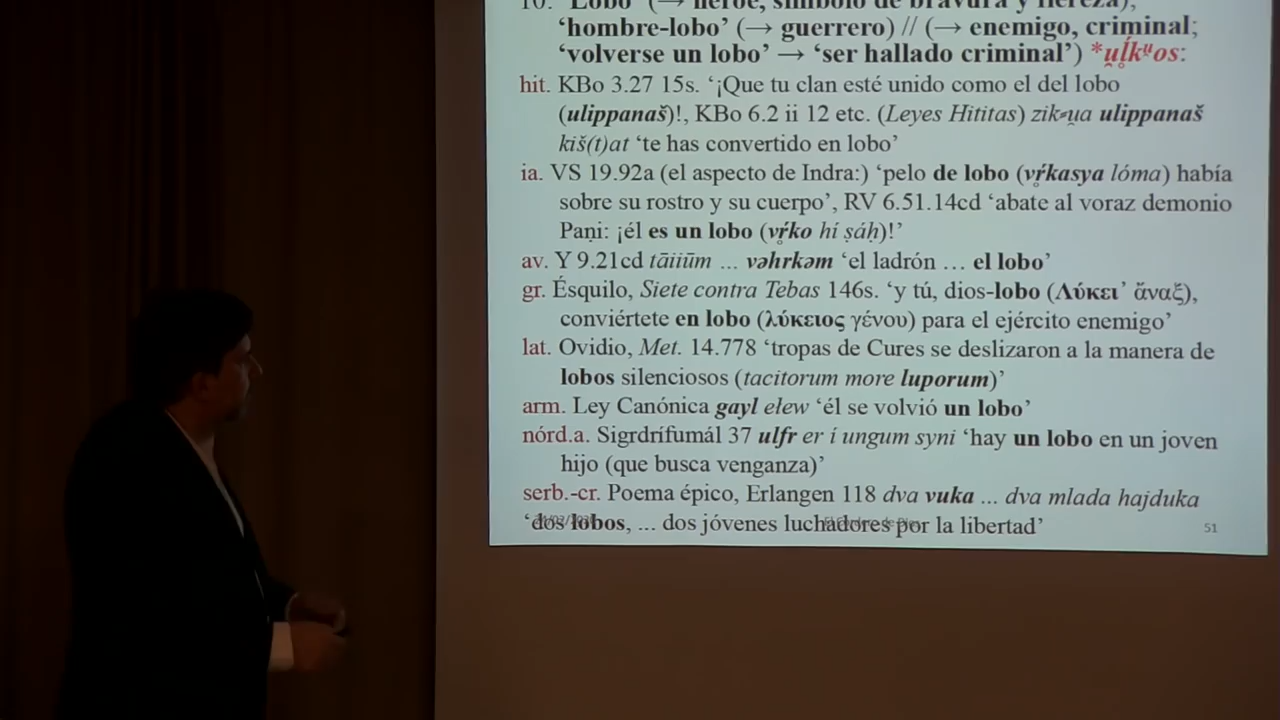 10. ‘Lobo’ (→ héroe, símbolo de bravura y fiereza),
‘hombre-lobo’ (→ guerrero) // (→ enemigo, criminal;
‘volverse un lobo’ → ‘ser hallado criminal’) *u̯l̥̑kᵘ̯os:
hit. KBo 3.27 15s. ‘¡Que tu clan esté unido como el del lobo
(ulippanaš)!, KBo 6.2 ii 12 etc. (Leyes Hititas) zik⸗u̯a ulippanaš
kiš(t)at ‘te has convertido en lobo’
ia. VS 19.92a (el aspecto de Indra:) ‘pelo de lobo (vŕ̥kasya lóma) había
sobre su rostro y su cuerpo’, RV 6.51.14cd ‘abate al voraz demonio
Paṇi: ¡él es un lobo (vŕ̥ko hí ṣáḥ)!’
av. Y 9.21cd tāiiūm ... vəhrkəm ‘el ladrón … el lobo’
gr. Ésquilo, Siete contra Tebas 146s. ‘y tú, dios-lobo (Λύκει᾽ ἄναξ),
conviértete en lobo (λύκειος γένου) para el ejército enemigo’
lat. Ovidio, Met. 14.778 ‘tropas de Cures se deslizaron a la manera de
lobos silenciosos (tacitorum more luporum)’
arm. Ley Canónica gayl ełew ‘él se volvió un lobo’
nórd.a. Sigrdrífumál 37 ulfr er í ungum syni ‘hay un lobo en un joven
hijo (que busca venganza)’
serb.-cr. Poema épico, Erlangen 118 dva vuka ... dva mlada hajduka
‘dos lobos, ... dos jóvenes luchadores por la libertad’
51